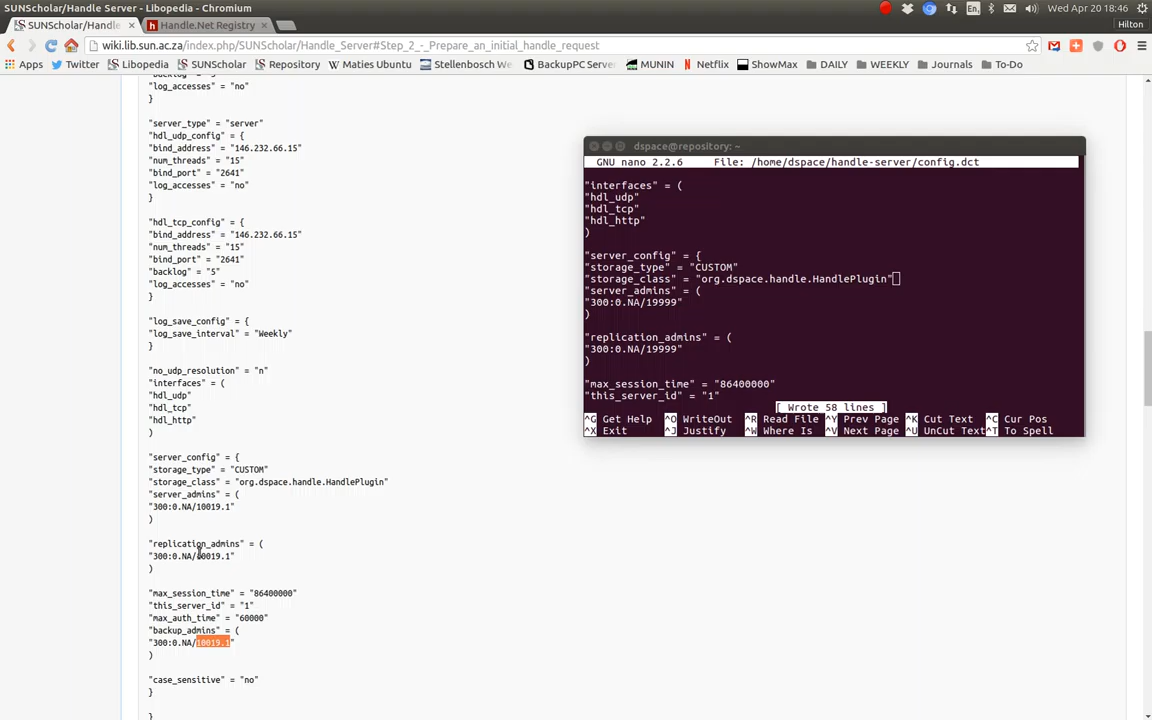 SUNScholar/Handle Server - Libopedia - Chromium
En
Wed Apr 20 18:46
SUNScholar/Handle
Handle.Net Registry
Hilton
wiki.lib.sun.ac.za/index.php/SUNScholar/Handle_Server#Step_2_-_Prepare_an_initial_handle_request
Apps Twitter Libopedia SUNScholar Repository Maties Ubuntu Stellenbosch We BackupPC Serve MUNIN Netflix ShowMax DAILY WEEKLY Journals To-Do
"backlog" = "5"
"log_accesses" = "no"
}
"server_type" = "server"
"hdl_udp_config" = {
"bind_address" = "146.232.66.15"
"num_threads" = "15"
"bind_port" = "2641"
"log_accesses" = "no"
}
"hdl_tcp_config" = {
"bind_address" = "146.232.66.15"
"num_threads" = "15"
"bind_port" = "2641"
"backlog" = "5"
"log_accesses" = "no"
}
"log_save_config" = {
"log_save_interval" = "Weekly"
}
"no_udp_resolution" = "n"
"interfaces" = (
"hdl_udp"
"hdl_tcp"
"hdl_http"
)
"server_config" = {
"storage_type" = "CUSTOM"
"storage_class" = "org.dspace.handle.HandlePlugin"
"server_admins" = (
"300:0.NA/10019.1"
)
"replication_admins" = (
"300:0.NA/10019.1"
)
"max_session_time" = "86400000"
"this_server_id" = "1"
"max_auth_time" = "60000"
"backup_admins" = (
"300:0.NA/10019.1"
)
"case_sensitive" = "no"
}
}
dspace@repository: ~
GNU nano 2.2.6 File: /home/dspace/handle-server/config.dct
"interfaces" = (
"hdl_udp"
"hdl_tcp"
"hdl_http"
)
"server_config" = {
"storage_type" = "CUSTOM"
"storage_class" = "org.dspace.handle.HandlePlugin"
"server_admins" = (
"300:0.NA/19999"
)
"replication_admins" = (
"300:0.NA/19999"
)
"max_session_time" = "86400000"
"this_server_id" = "1"
[ Wrote 58 lines ]
^G Get Help ^O WriteOut ^R Read File ^Y Prev Page ^K Cut Text ^C Cur Pos
^X Exit ^J Justify ^W Where Is ^V Next Page ^U UnCut Text^T To Spell